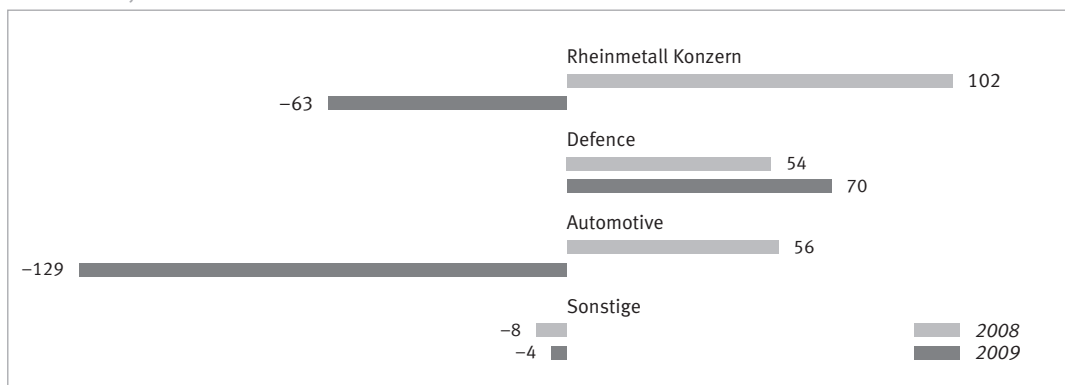 Rheinmetall Konzern
102
–63
Defence
54
70
Automotive
56
–129
Sonstige
–8
2008
–4
2009